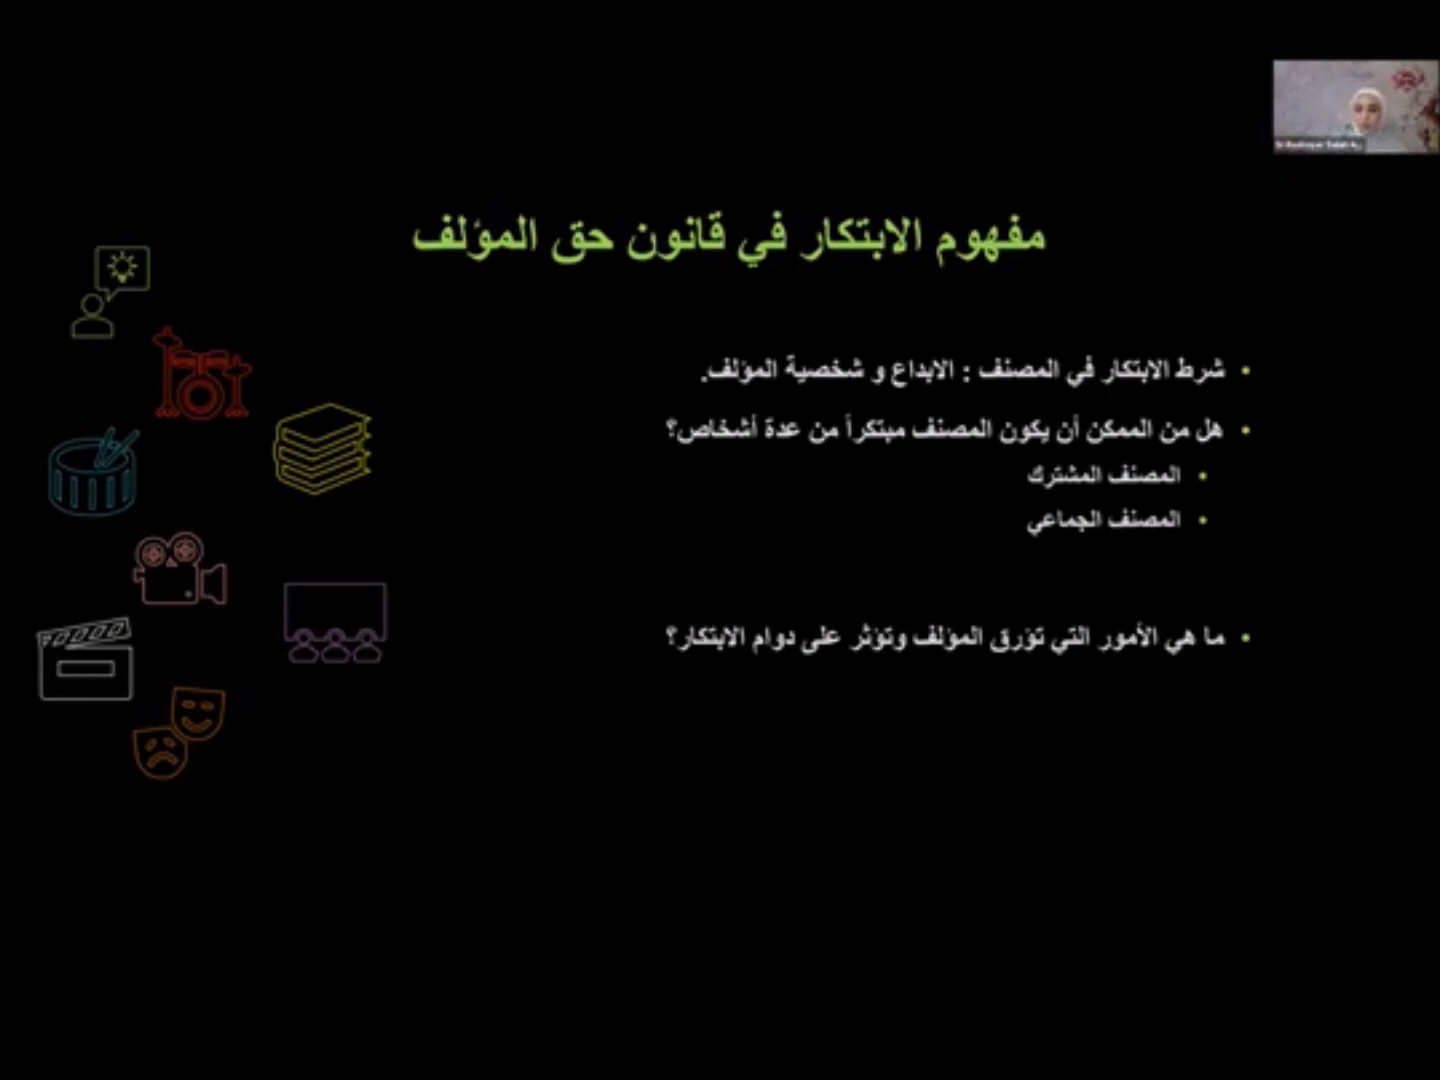 مفهوم الابتكار في قانون حق المؤلف
• شرط الابتكار في المصنف : الابداع و شخصية المؤلف.
• هل من الممكن أن يكون المصنف مبتكراً من عدة أشخاص؟
• المصنف المشترك
• المصنف الجماعي
• ما هي الأمور التي تؤرق المؤلف وتؤثر على دوام الابتكار؟